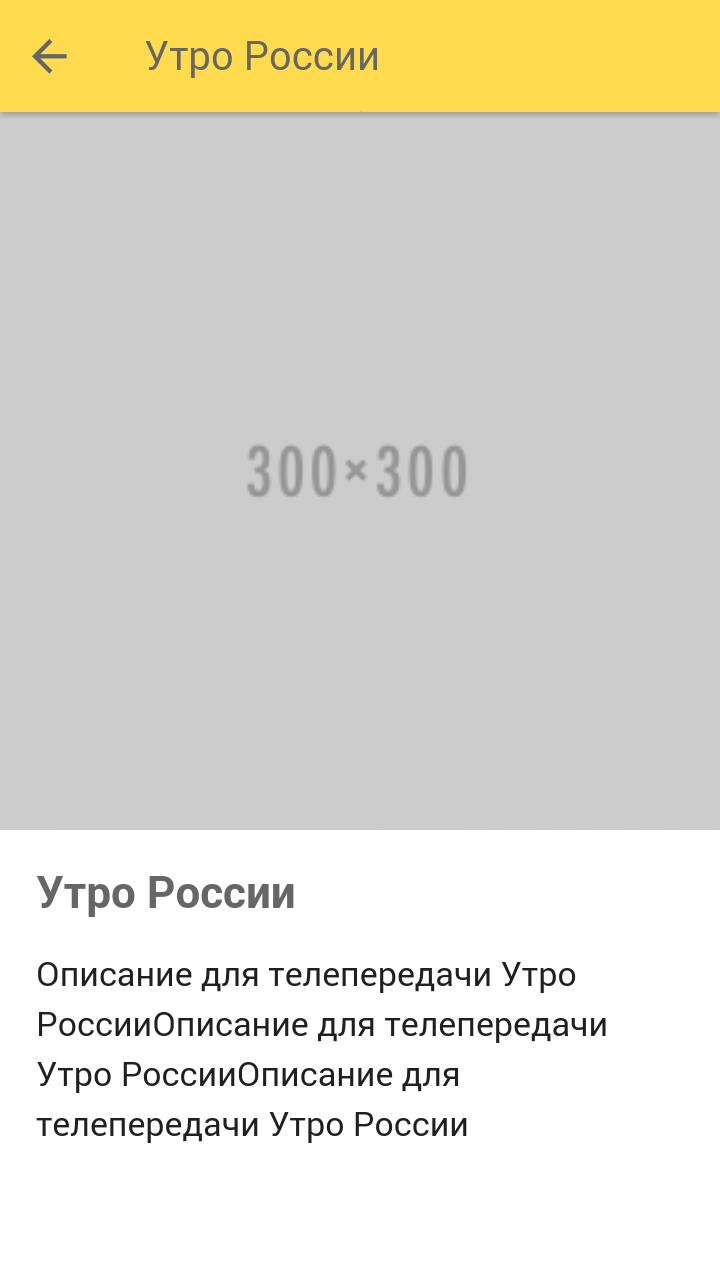 Утро России
300×300
Утро России
Описание для телепередачи Утро
РоссииОписание для телепередачи
Утро РоссииОписание для
телепередачи Утро России